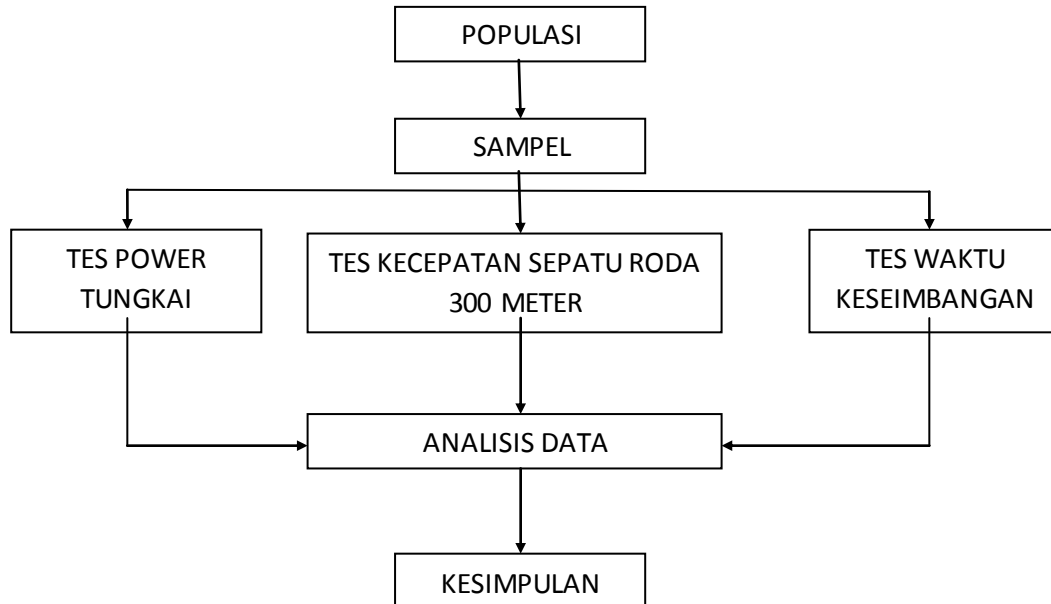 POPULASI
SAMPEL
TES POWER
TUNGKAI
TES KECEPATAN SEPATU RODA
300 METER
TES WAKTU
KESEIMBANGAN
ANALISIS DATA
KESIMPULAN